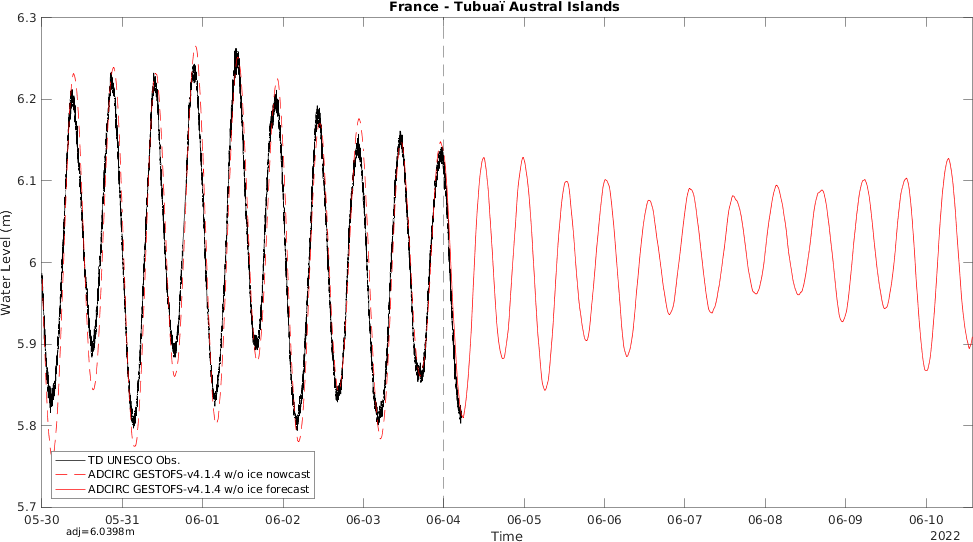 France - Tubuaï Austral Islands
6.3
6.2
6.1
6
5.9
5.8
5.7
Water Level (m)
TD UNESCO Obs.
ADCIRC GESTOFS-v4.1.4 w/o ice nowcast
ADCIRC GESTOFS-v4.1.4 w/o ice forecast
05-30 05-31 06-01 06-02 06-03 06-04 06-05 06-06 06-07 06-08 06-09 06-10
adj=6.0398m
Time
2022